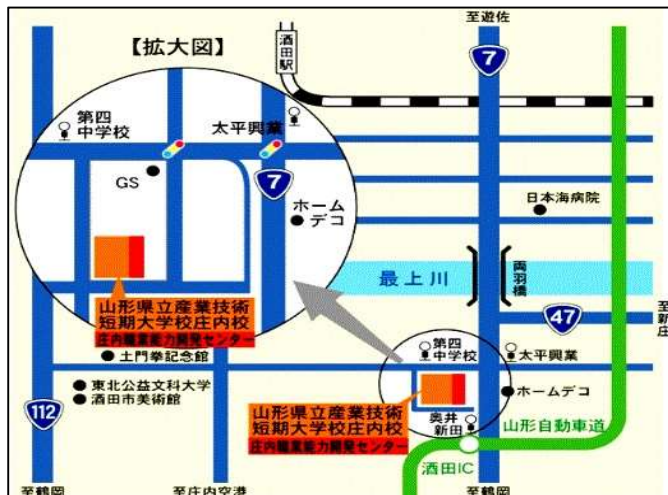 至遊佐
【拡大図】
酒田駅
7
第四
中学校
太平興業
GS
7
ホーム
デコ
日本海病院
最上川
両羽橋
47
至新庄
山形県立産業技術
短期大学校庄内校
庄内職業能力開発センター
土門拳記念館
東北公益文科大学
酒田市美術館
112
第四
中学校
太平興業
ホームデコ
山形県立産業技術
短期大学校庄内校
庄内職業能力開発センター
奥井
新田
山形自動車道
酒田IC
至鶴岡
至庄内空港
至鶴岡